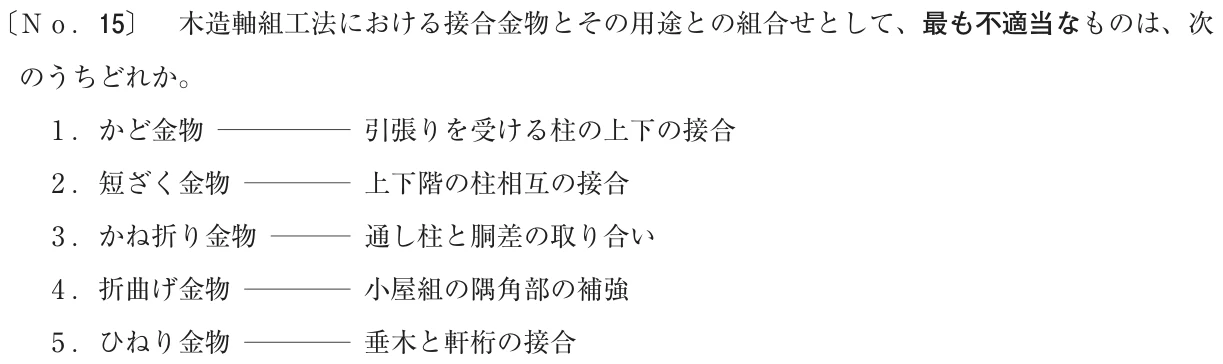 〔No. 15〕 木造軸組工法における接合金物とその用途との組合せとして、最も不適当なものは、次
のうちどれか。
1. かど金物 ――――― 引張りを受ける柱の上下の接合
2. 短ざく金物 ―――― 上下階の柱相互の接合
3. かね折り金物 ――― 通し柱と胴差の取り合い
4. 折曲げ金物 ―――― 小屋組の隅角部の補強
5. ひねり金物 ―――― 垂木と軒桁の接合